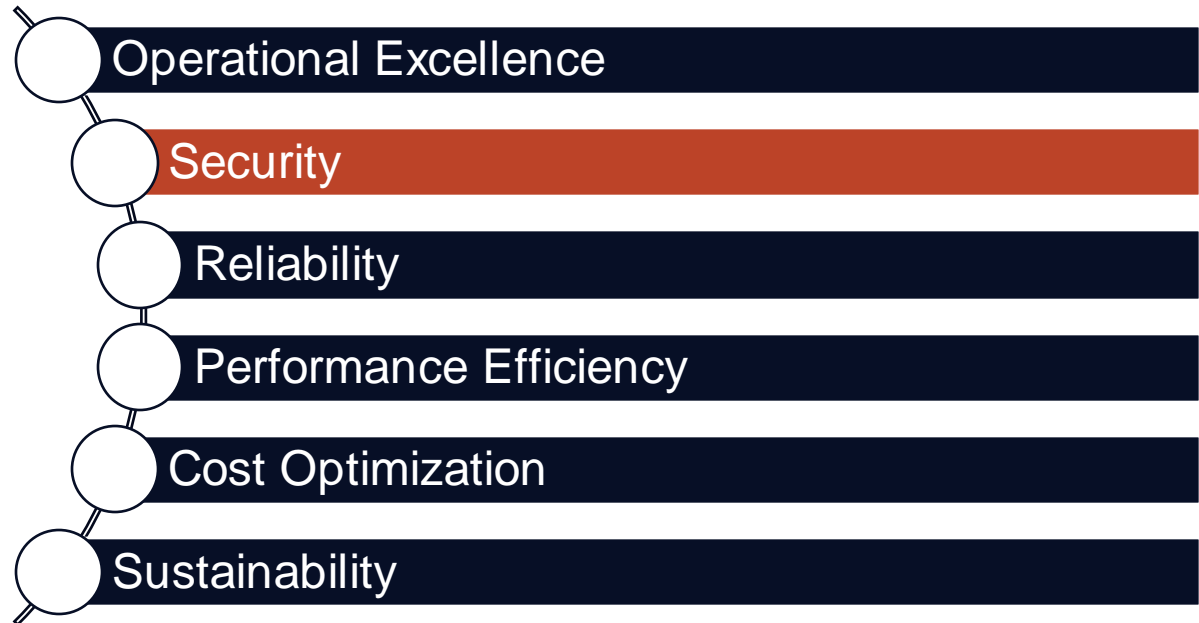 Operational Excellence
Security
Reliability
Performance Efficiency
Cost Optimization
Sustainability